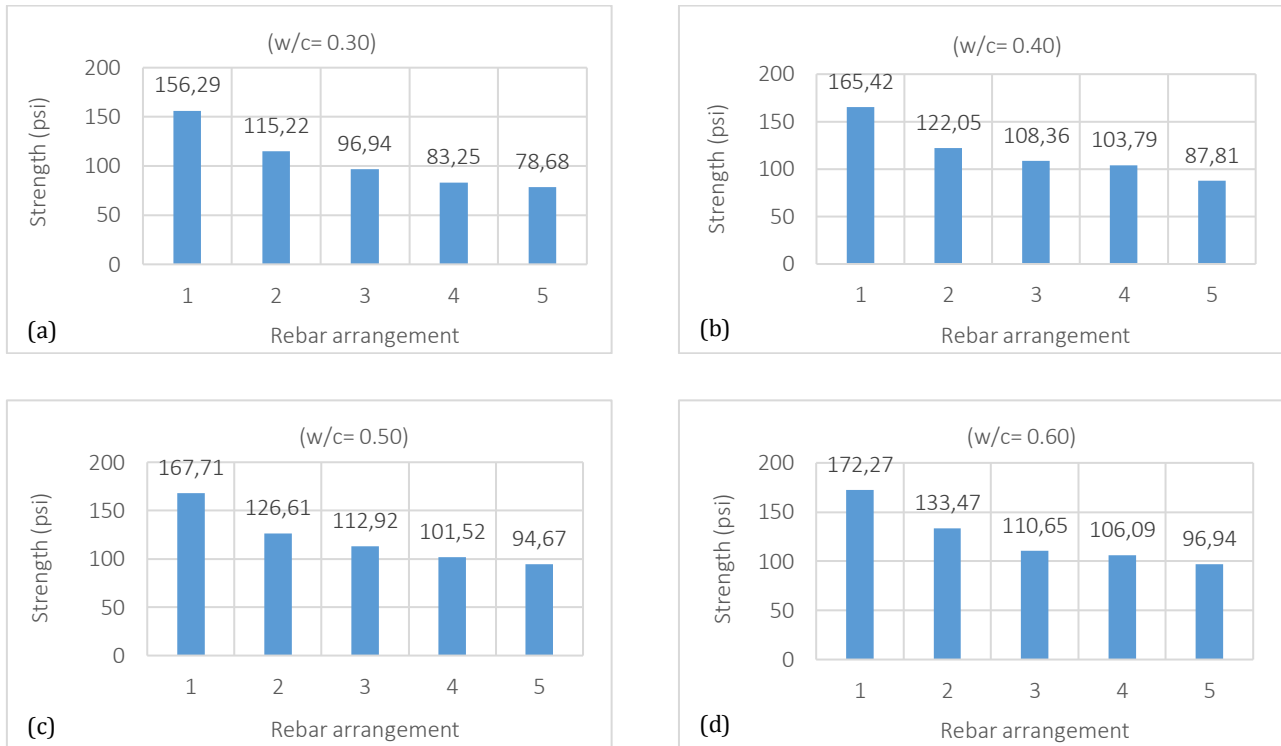 (w/c= 0.30)
Strength (psi)
200
150
100
50
0
156,29
115,22
96,94
83,25
78,68
1 2 3 4 5
Rebar arrangement
(a)
(w/c= 0.40)
Strength (psi)
200
150
100
50
0
165,42
122,05
108,36
103,79
87,81
1 2 3 4 5
Rebar arrangement
(b)
(w/c= 0.50)
Strength (psi)
200
150
100
50
0
167,71
126,61
112,92
101,52
94,67
1 2 3 4 5
Rebar arrangement
(c)
(w/c= 0.60)
Strength (psi)
200
150
100
50
0
172,27
133,47
110,65
106,09
96,94
1 2 3 4 5
Rebar arrangement
(d)